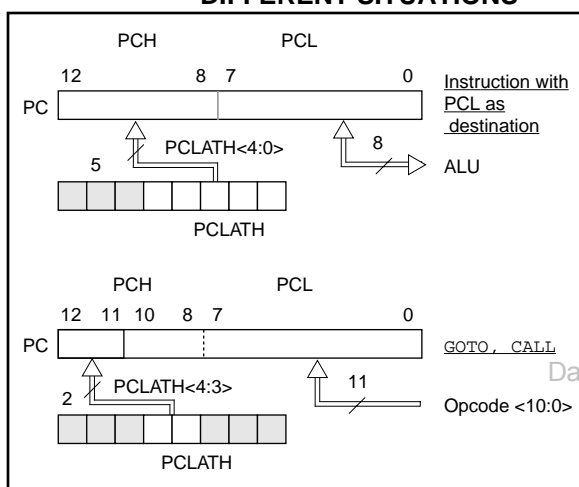 DIFFERENT SITUATIONS
PCH PCL
12 8 7 0
PC
Instruction with
PCL as
destination
PCLATH<4:0>
5
8
ALU
PCLATH
PCH PCL
12 11 10 8 7 0
PC
GOTO, CALL
PCLATH<4:3>
2
11
Opcode <10:0>
PCLATH
Da